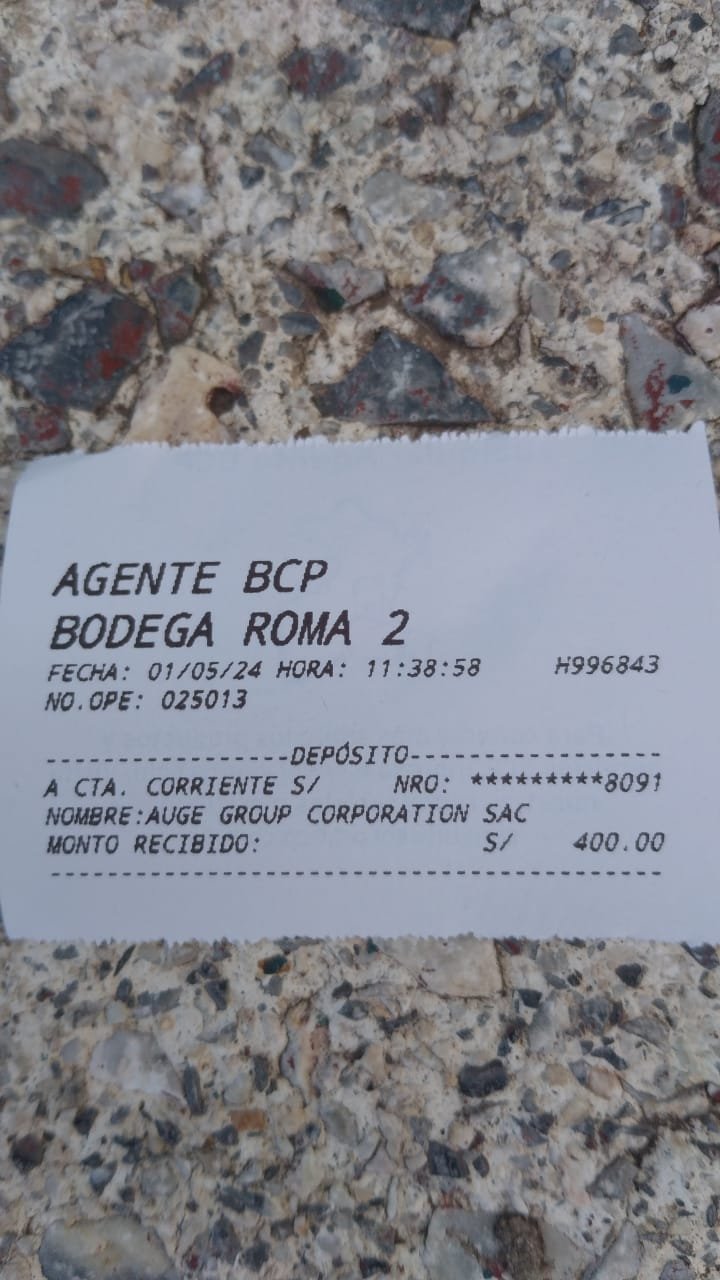 AGENTE BCP
BODEGA ROMA 2
FECHA: 01/05/24 HORA: 11:38:58 H996843
NO.OPE: 025013
--------------------DEPÓSITO--------------------
A CTA. CORRIENTE S/ NRO: *********8091
NOMBRE:AUGE GROUP CORPORATION SAC
MONTO RECIBIDO: S/ 400.00